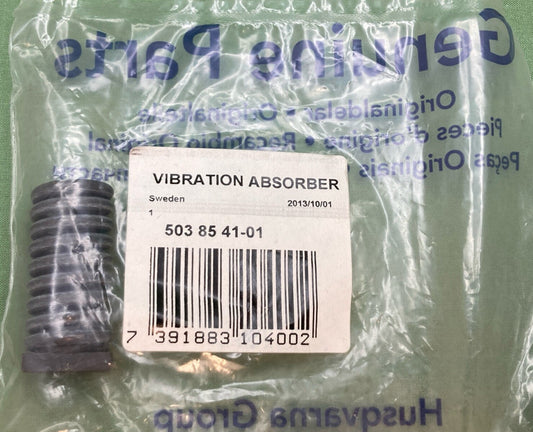 Genuine Parts
Originaldelar • Originalteile
Pièces d'origine • Recambio Original
Peças Originais
VIBRATION ABSORBER
Sweden 2013/10/01
1
503 85 41-01
7 391883 104002
Husqvarna Group